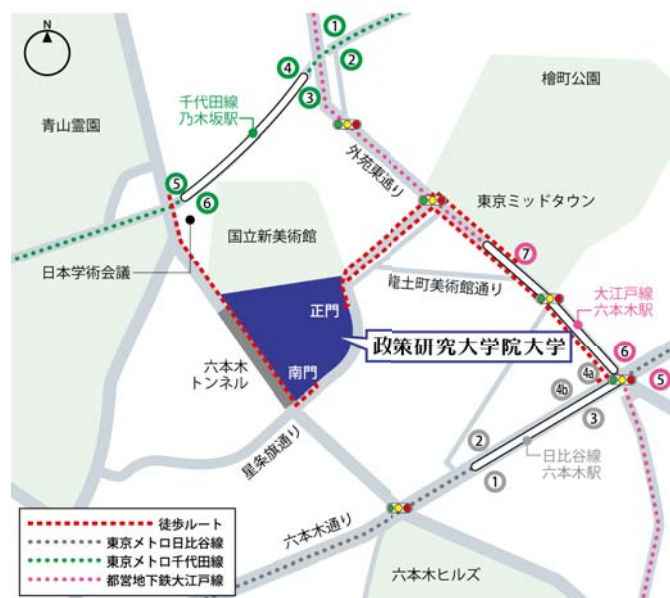 N
①
②
④
③
檜町公園
千代田線
乃木坂駅
青山霊園
外苑東通り
⑤
⑥
東京ミッドタウン
国立新美術館
⑦
日本学術会議
龍土町美術館通り
大江戸線
六本木駅
正門
政策研究大学院大学
六本木
トンネル
南門
⑥
4a
⑤
4b
③
星条旗通り
②
日比谷線
六本木駅
①
六本木通り
徒歩ルート
東京メトロ日比谷線
東京メトロ千代田線
都営地下鉄大江戸線
六本木ヒルズ